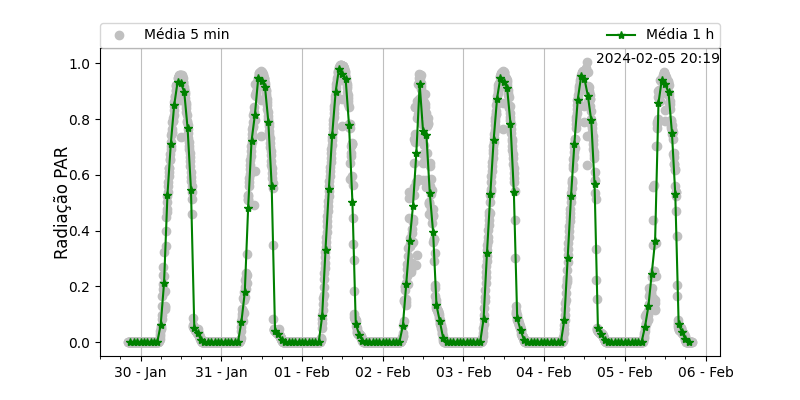 Média 5 min
Média 1 h
2024-02-05 20:19
Radiação PAR
1.0
0.8
0.6
0.4
0.2
0.0
30 - Jan
31 - Jan
01 - Feb
02 - Feb
03 - Feb
04 - Feb
05 - Feb
06 - Feb